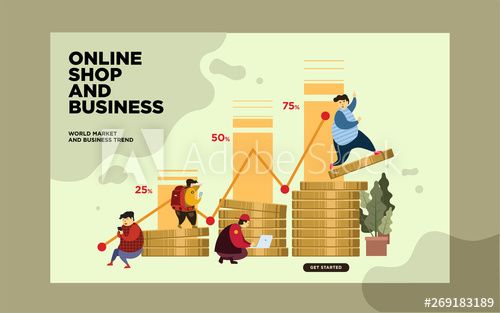 ONLINE
SHOP
AND
BUSINESS
WORLD MARKET
AND BUSINESS TREND
25%
50%
75%
GET STARTED
Adobe Stock
#269183189